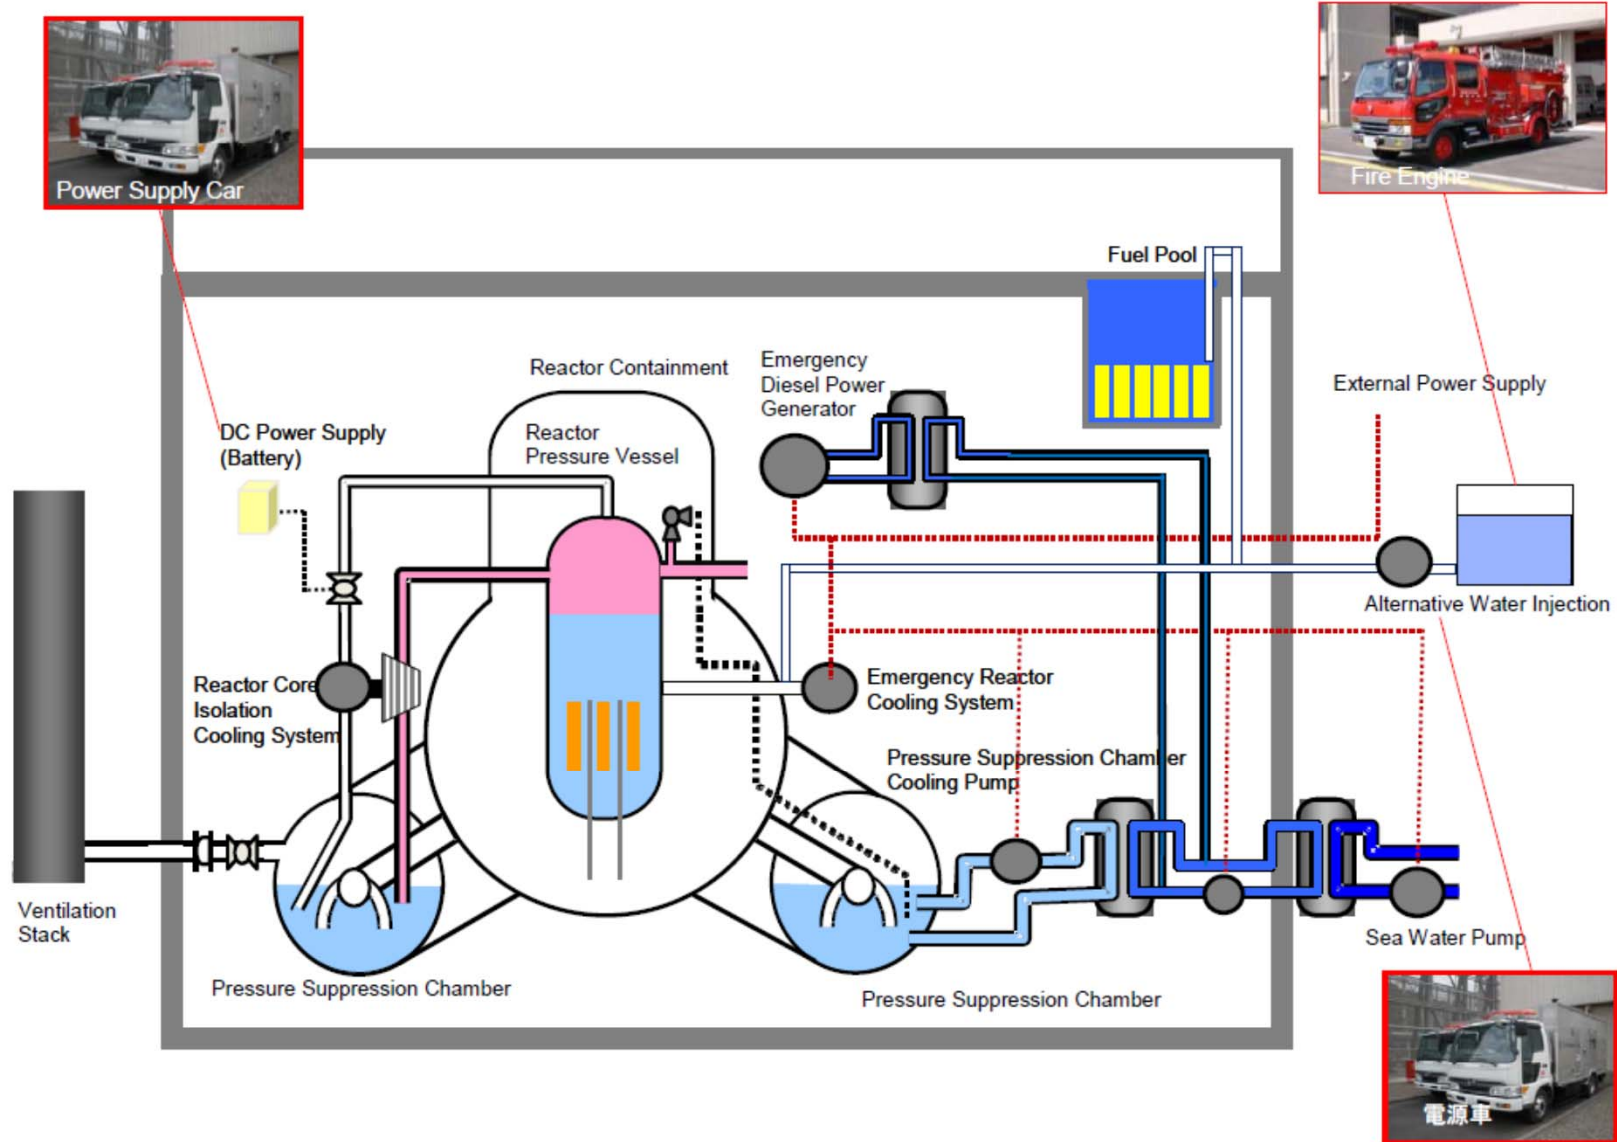 Power Supply Car
Fire Engine
Fuel Pool
Reactor Containment
Emergency
Diesel Power
Generator
External Power Supply
DC Power Supply
(Battery)
Reactor
Pressure Vessel
Alternative Water Injection
Reactor Core
Isolation
Cooling System
Emergency Reactor
Cooling System
Pressure Suppression Chamber
Cooling Pump
Ventilation
Stack
Sea Water Pump
Pressure Suppression Chamber
Pressure Suppression Chamber
電源車